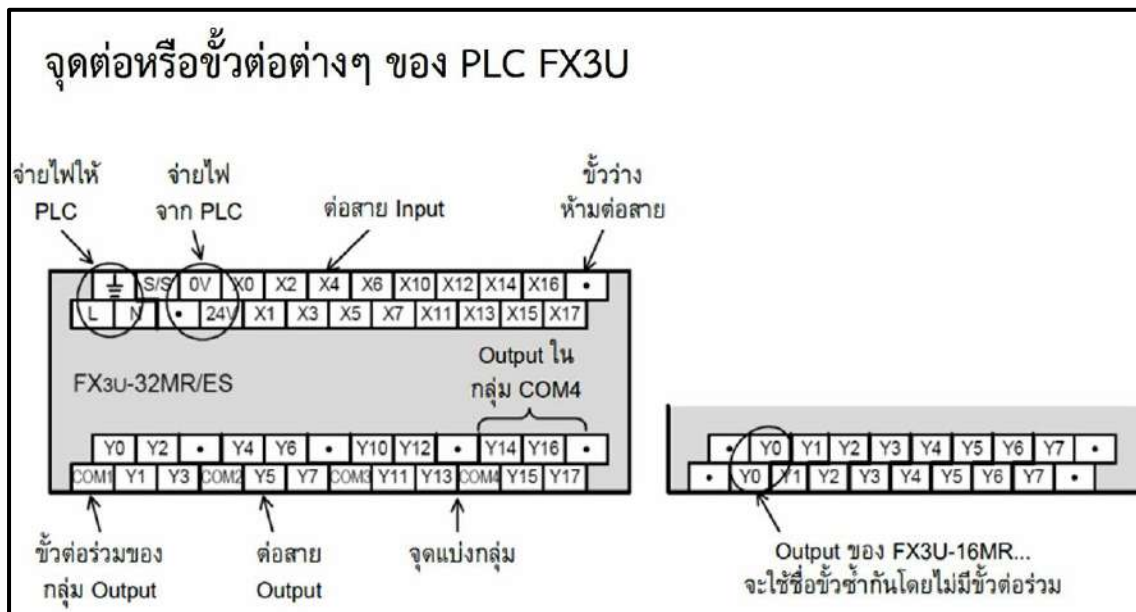 จุดต่อหรือขั้วต่อต่างๆ ของ PLC FX3U
จ่ายไฟให้
PLC
จ่ายไฟ
จาก PLC
ต่อสาย Input
ขั้วว่าง
ห้ามต่อสาย
S/S 0V X0 X2 X4 X6 X10 X12 X14 X16 •
L N • 24V X1 X3 X5 X7 X11 X13 X15 X17
FX3U-32MR/ES
Output ใน
กลุ่ม COM4
Y0 Y2 • Y4 Y6 • Y10 Y12 • Y14 Y16 •
COM1 Y1 Y3 COM2 Y5 Y7 COM3 Y11 Y13 COM4 Y15 Y17
• Y0 Y1 Y2 Y3 Y4 Y5 Y6 Y7 •
• Y0 Y1 Y2 Y3 Y4 Y5 Y6 Y7 •
ขั้วต่อร่วมของ
กลุ่ม Output
ต่อสาย
Output
จุดแบ่งกลุ่ม
Output ของ FX3U-16MR...
จะใช้ชื่อขั้วซ้ำกันโดยไม่มีขั้วต่อร่วม